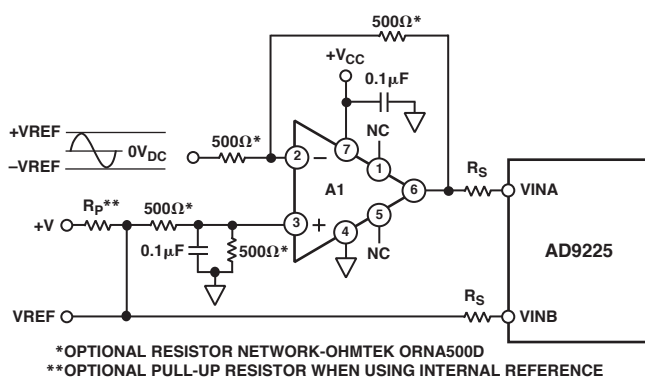 500Ω*
+VCC
0.1µF
+VREF
0VDC
–VREF
500Ω*
NC
2
–
7
1
A1
6
RS
VINA
RP**
+V
500Ω*
3
+
5
4
0.1µF
500Ω*
NC
AD9225
RS
VREF
VINB
*OPTIONAL RESISTOR NETWORK-OHMTEK ORNA500D
**OPTIONAL PULL-UP RESISTOR WHEN USING INTERNAL REFERENCE